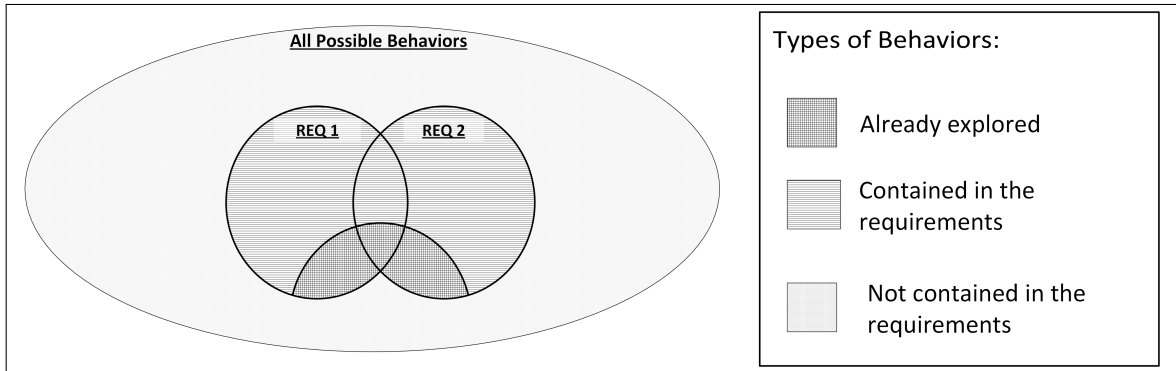 All Possible Behaviors
REQ 1
REQ 2
Types of Behaviors:
Already explored
Contained in the
requirements
Not contained in the
requirements